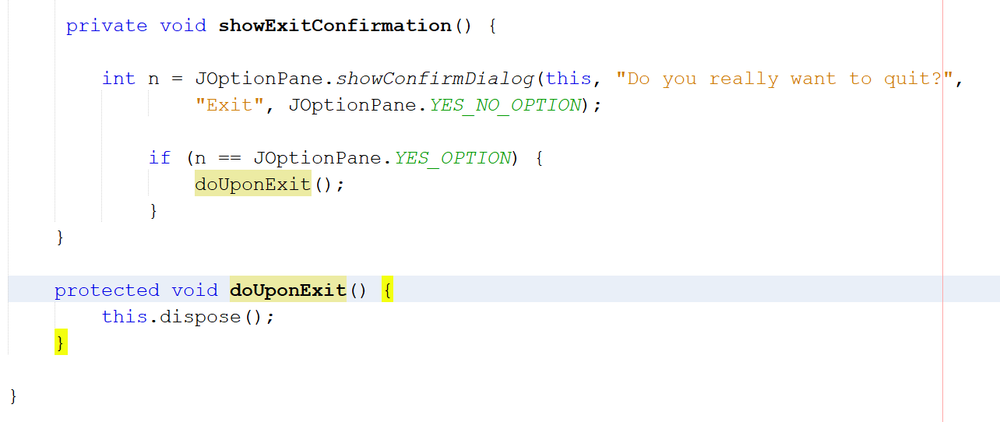 private void showExitConfirmation() {
int n = JOptionPane.showConfirmDialog(this, "Do you really want to quit?",
"Exit", JOptionPane.YES_NO_OPTION);
if (n == JOptionPane.YES_OPTION) {
doUponExit();
}
}
protected void doUponExit() {
this.dispose();
}
}